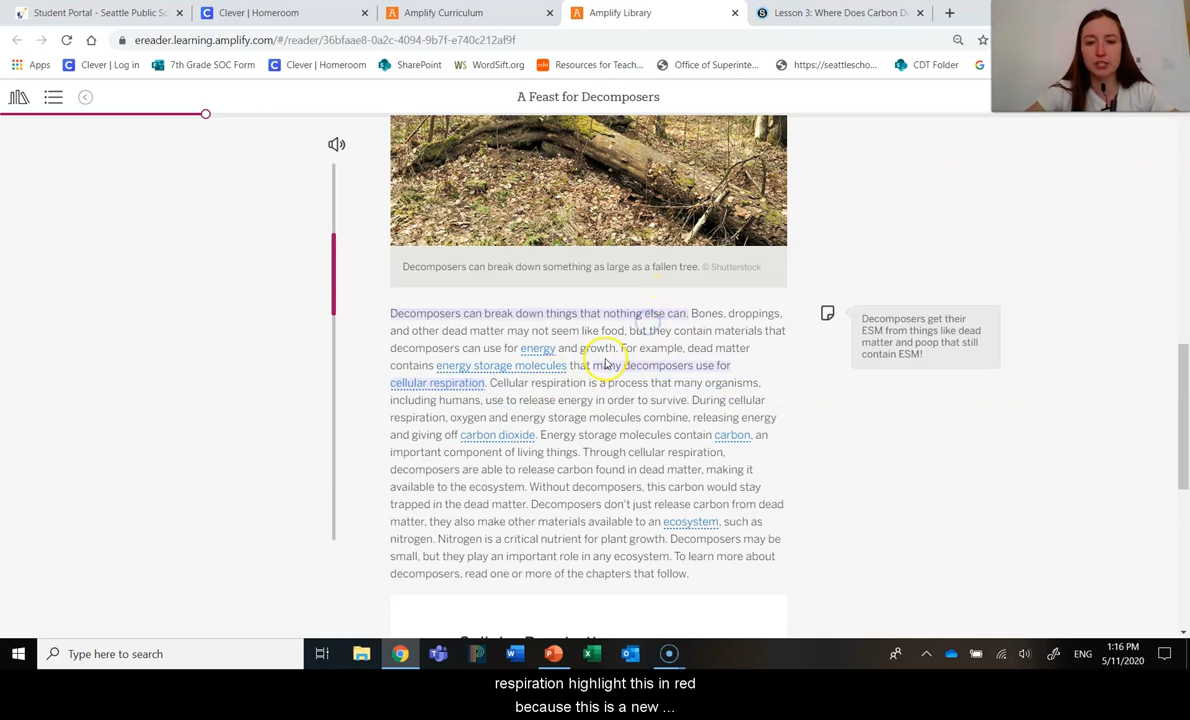 Student Portal - Seattle Public Sc
Clever | Homeroom
Amplify Curriculum
Amplify Library
Lesson 3: Where Does Carbon D
ereader.learning.amplify.com/#/reader/36bfaae8-0a2c-4094-9b7f-e740c212af9f
Apps
Clever | Log in
7th Grade SOC Form
Clever | Homeroom
SharePoint
WS WordSift.org
edu Resources for Teac...
Office of Superinte...
https://seattlescho...
CDT Folder
A Feast for Decomposers
Decomposers can break down something as large as a fallen tree. © Shutterstock
Decomposers can break down things that nothing else can. Bones, droppings,
and other dead matter may not seem like food, but they contain materials that
decomposers can use for energy and growth. For example, dead matter
contains energy storage molecules that many decomposers use for
cellular respiration. Cellular respiration is a process that many organisms,
including humans, use to release energy in order to survive. During cellular
respiration, oxygen and energy storage molecules combine, releasing energy
and giving off carbon dioxide. Energy storage molecules contain carbon, an
important component of living things. Through cellular respiration,
decomposers are able to release carbon found in dead matter, making it
available to the ecosystem. Without decomposers, this carbon would stay
trapped in the dead matter. Decomposers don't just release carbon from dead
matter, they also make other materials available to an ecosystem, such as
nitrogen. Nitrogen is a critical nutrient for plant growth. Decomposers may be
small, but they play an important role in any ecosystem. To learn more about
decomposers, read one or more of the chapters that follow.
Decomposers get their
ESM from things like dead
matter and poop that still
contain ESM!
Type here to search
ENG
1:16 PM
5/11/2020
respiration highlight this in red
because this is a new ...